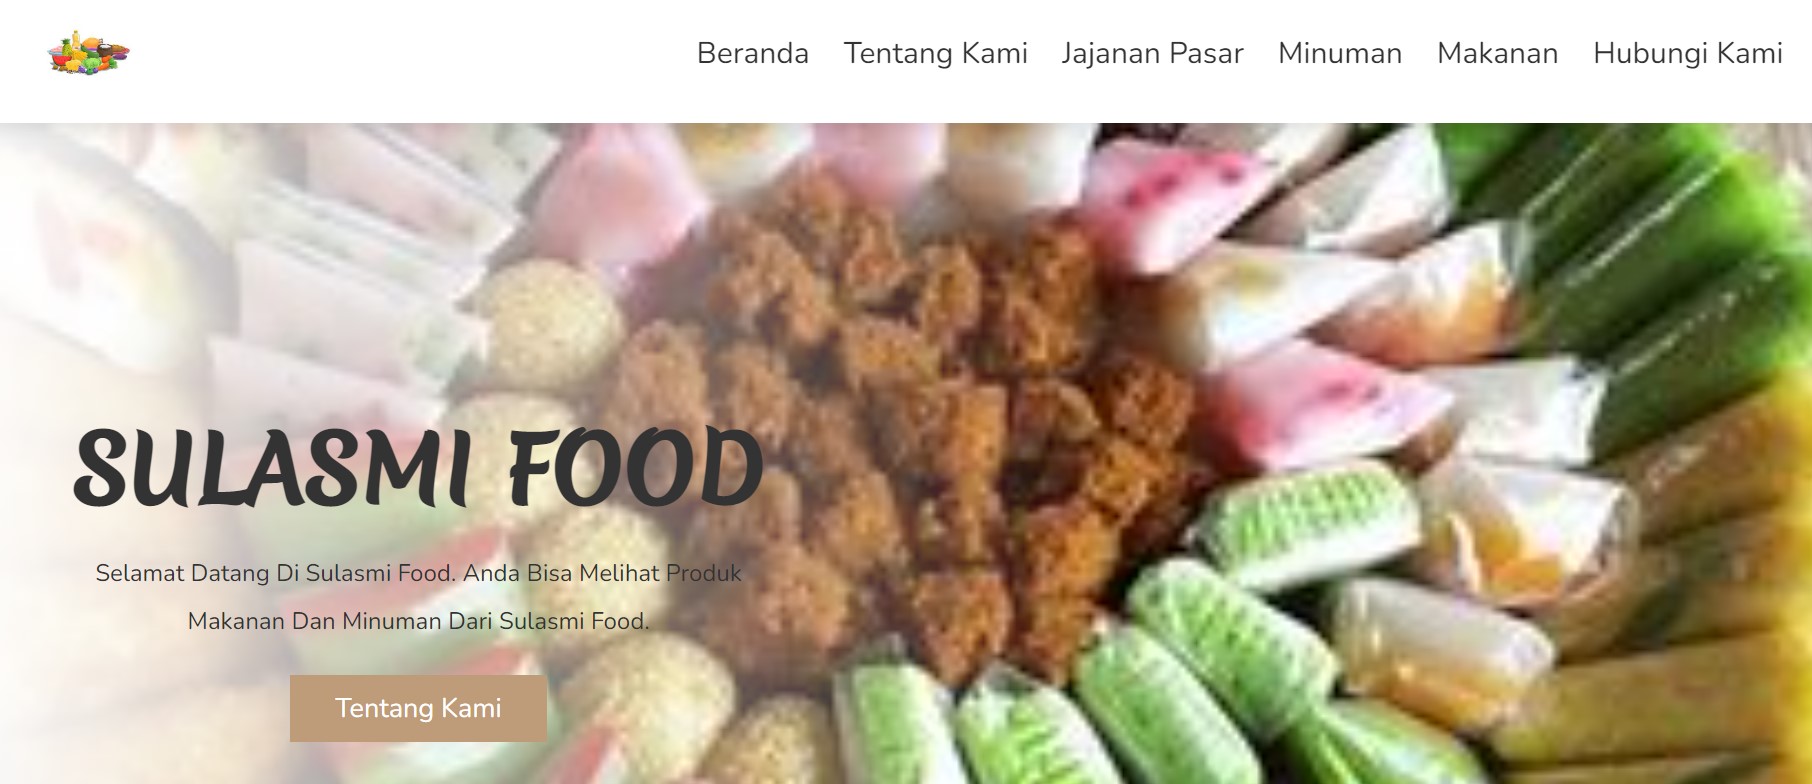 Beranda Tentang Kami Jajanan Pasar Minuman Makanan Hubungi Kami
SULASMI FOOD
Selamat Datang Di Sulasmi Food. Anda Bisa Melihat Produk
Makanan Dan Minuman Dari Sulasmi Food.
Tentang Kami